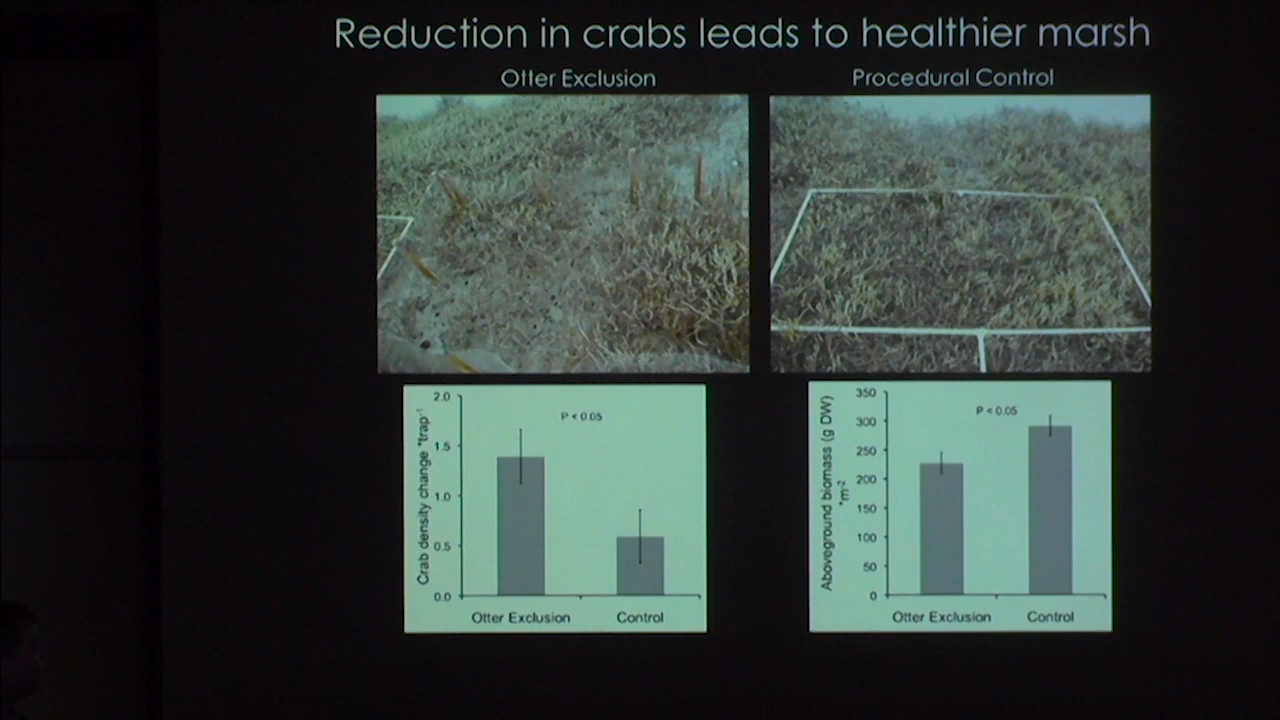 Reduction in crabs leads to healthier marsh
Otter Exclusion
Procedural Control
Crab density change *trap-1
2.0
1.5
1.0
0.5
0.0
P < 0.05
Otter Exclusion
Control
Aboveground biomass (g DW)
*m-2
350
300
250
200
150
100
50
0
P < 0.05
Otter Exclusion
Control